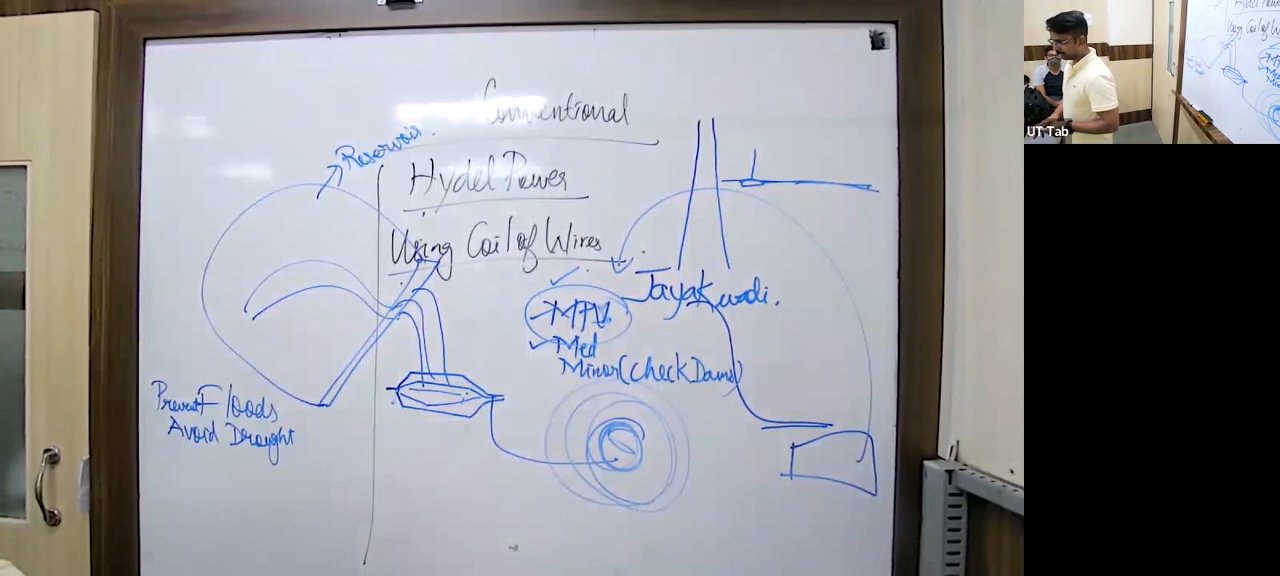 Conventional
Reservoir.
Hydel Power
Using Coil of Wires
Jayakwadi.
MPV
Med
Minor (Check Dams)
Prevent Floods
Avoid Drought
UT Tab